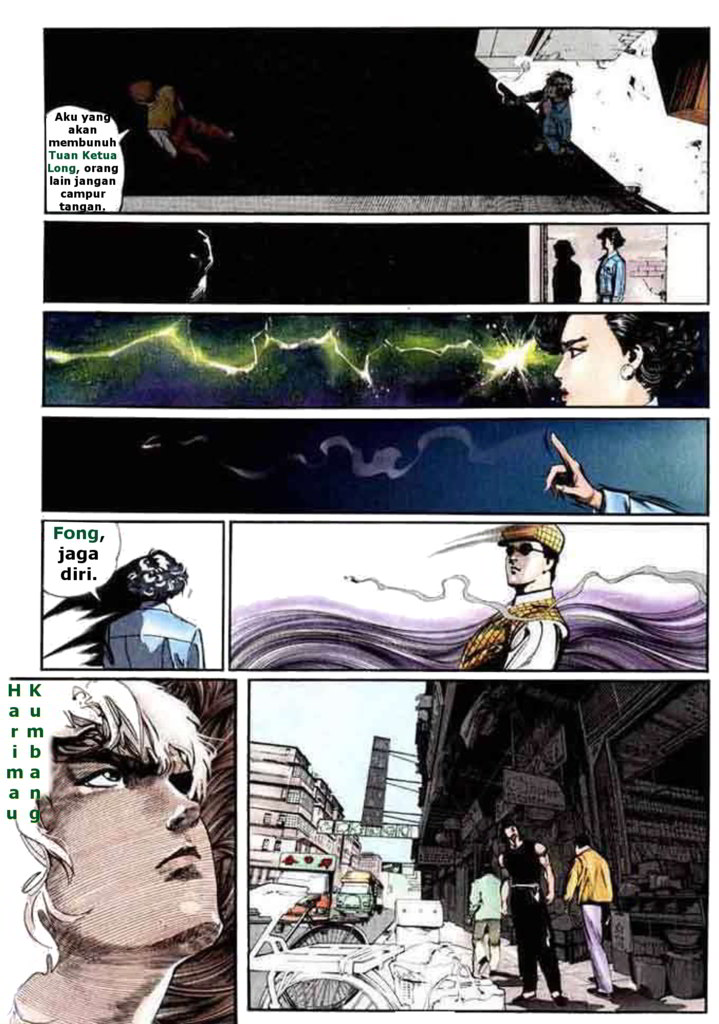 Aku yang
akan
membunuh
Tuan Ketua
Long, orang
lain jangan
campur
tangan.
Fong,
jaga
diri.
Kumbang
Harimau